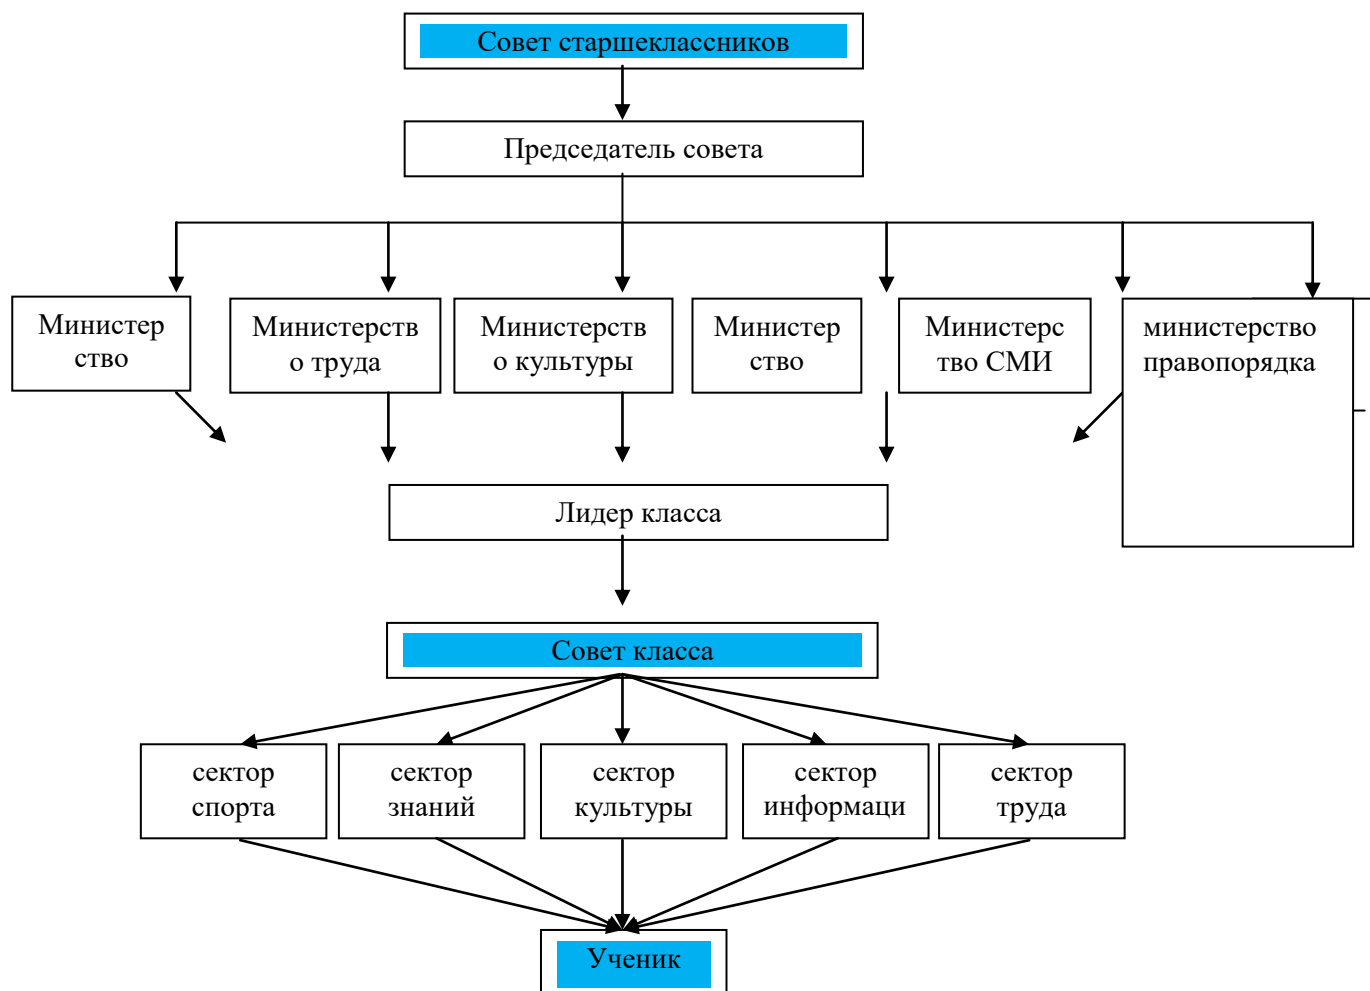 Совет старшеклассников
Председатель совета
Министер
ство
Министерств
о труда
Министерств
о культуры
Министер
ство
Министерс
тво СМИ
министерство
правопорядка
Лидер класса
Совет класса
сектор
спорта
сектор
знаний
сектор
культуры
сектор
информаци
сектор
труда
Ученик